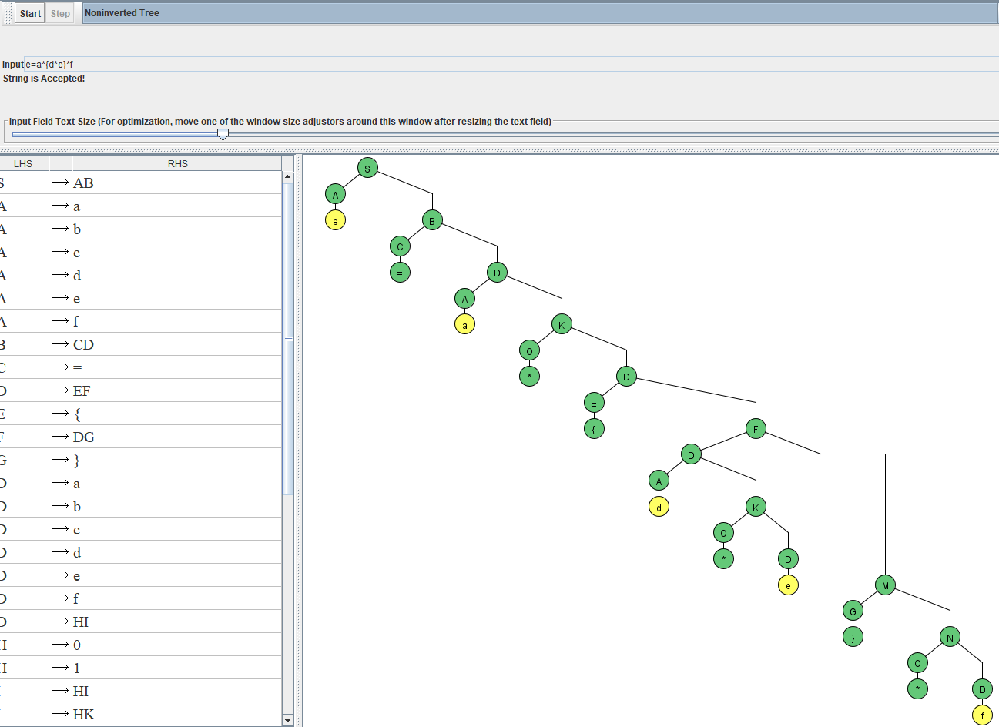 Start Step Noninverted Tree
Input e=a*{d*e}*f
String is Accepted!
Input Field Text Size (For optimization, move one of the window size adjustors around this window after resizing the text field)
LHS RHS
S → AB
A → a
A → b
A → c
A → d
A → e
A → f
B → CD
C → =
D → EF
E → {
F → DG
G → }
D → a
D → b
D → c
D → d
D → e
D → f
D → HI
H → 0
H → 1
→ HI
→ HK
S
A
e
B
C
=
D
A
a
K
O
*
D
E
{
F
D
A
d
K
O
*
D
e
M
G
}
N
O
*
D
f